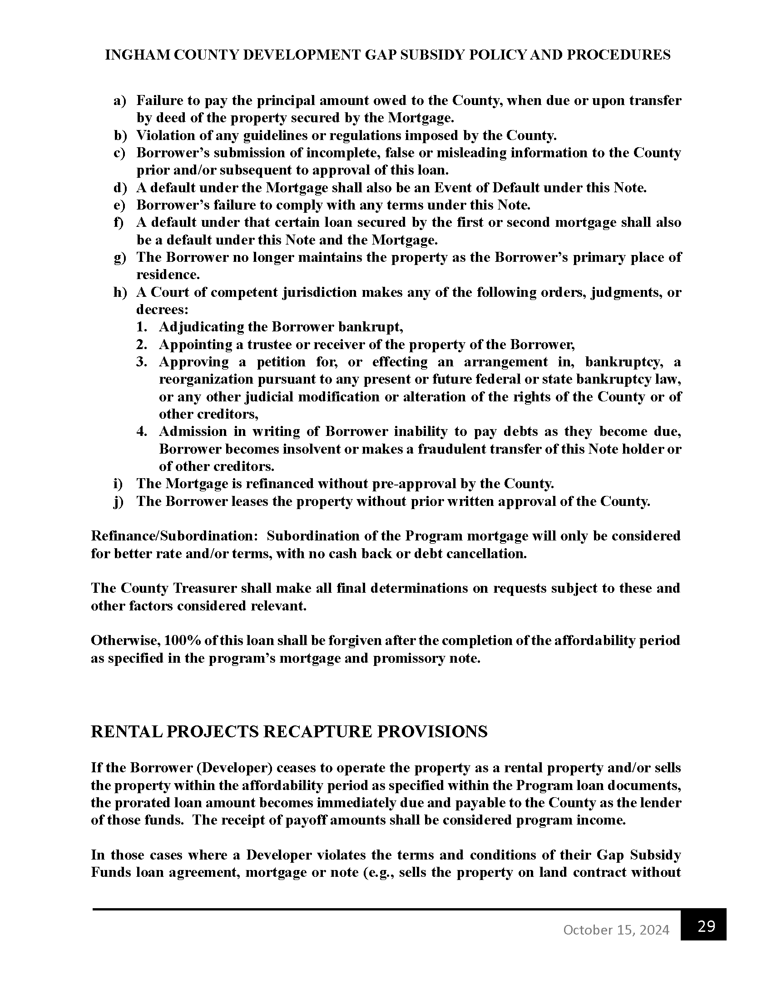 INGHAM COUNTY DEVELOPMENT GAP SUBSIDY POLICY AND PROCEDURES
a) Failure to pay the principal amount owed to the County, when due or upon transfer
by deed of the property secured by the Mortgage.
b) Violation of any guidelines or regulations imposed by the County.
c) Borrower’s submission of incomplete, false or misleading information to the County
prior and/or subsequent to approval of this loan.
d) A default under the Mortgage shall also be an Event of Default under this Note.
e) Borrower’s failure to comply with any terms under this Note.
f) A default under that certain loan secured by the first or second mortgage shall also
be a default under this Note and the Mortgage.
g) The Borrower no longer maintains the property as the Borrower’s primary place of
residence.
h) A Court of competent jurisdiction makes any of the following orders, judgments, or
decrees:
1. Adjudicating the Borrower bankrupt,
2. Appointing a trustee or receiver of the property of the Borrower,
3. Approving a petition for, or effecting an arrangement in, bankruptcy, a
reorganization pursuant to any present or future federal or state bankruptcy law,
or any other judicial modification or alteration of the rights of the County or of
other creditors,
4. Admission in writing of Borrower inability to pay debts as they become due,
Borrower becomes insolvent or makes a fraudulent transfer of this Note holder or
of other creditors.
i) The Mortgage is refinanced without pre-approval by the County.
j) The Borrower leases the property without prior written approval of the County.
Refinance/Subordination: Subordination of the Program mortgage will only be considered
for better rate and/or terms, with no cash back or debt cancellation.
The County Treasurer shall make all final determinations on requests subject to these and
other factors considered relevant.
Otherwise, 100% of this loan shall be forgiven after the completion of the affordability period
as specified in the program’s mortgage and promissory note.
RENTAL PROJECTS RECAPTURE PROVISIONS
If the Borrower (Developer) ceases to operate the property as a rental property and/or sells
the property within the affordability period as specified within the Program loan documents,
the prorated loan amount becomes immediately due and payable to the County as the lender
of those funds. The receipt of payoff amounts shall be considered program income.
In those cases where a Developer violates the terms and conditions of their Gap Subsidy
Funds loan agreement, mortgage or note (e.g., sells the property on land contract without
October 15, 2024
29